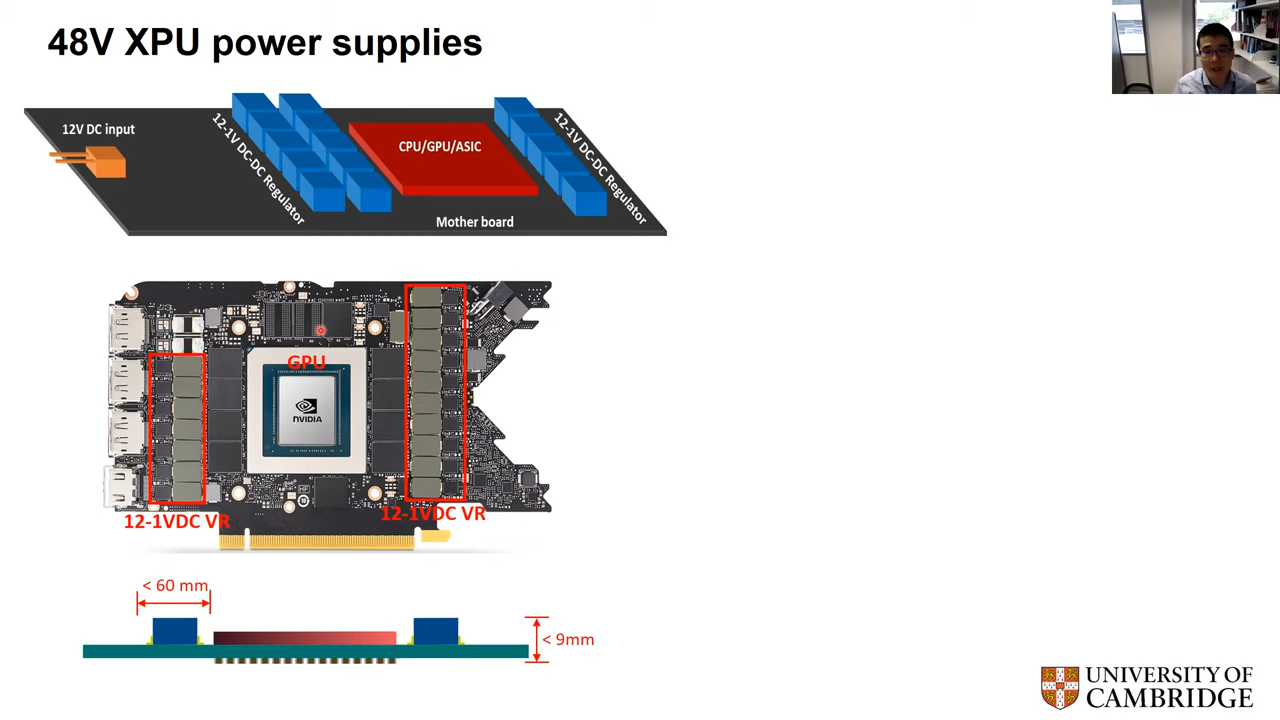 48V XPU power supplies
12V DC input
12-1V DC-DC Regulator
CPU/GPU/ASIC
12-1V DC-DC Regulator
Mother board
GPU
NVIDIA
12-1VDC VR
12-1VDC VR
< 60 mm
< 9mm
UNIVERSITY OF
CAMBRIDGE